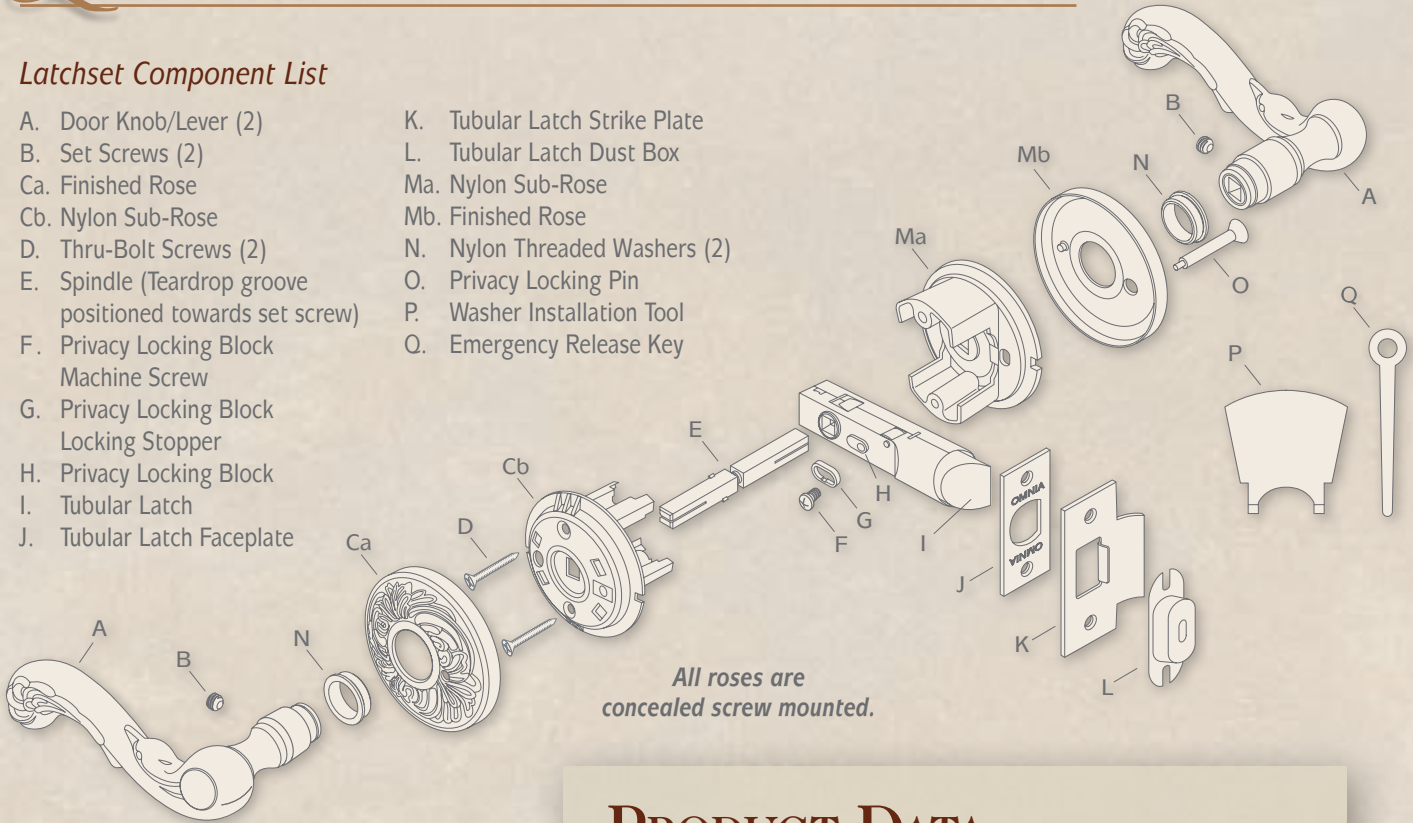 Latchset Component List
A. Door Knob/Lever (2)
B. Set Screws (2)
Ca. Finished Rose
Cb. Nylon Sub-Rose
D. Thru-Bolt Screws (2)
E. Spindle (Teardrop groove
positioned towards set screw)
F. Privacy Locking Block
Machine Screw
G. Privacy Locking Block
Locking Stopper
H. Privacy Locking Block
I. Tubular Latch
J. Tubular Latch Faceplate
K. Tubular Latch Strike Plate
L. Tubular Latch Dust Box
Ma. Nylon Sub-Rose
Mb. Finished Rose
N. Nylon Threaded Washers (2)
O. Privacy Locking Pin
P. Washer Installation Tool
Q. Emergency Release Key
B
Mb
N
A
Ma
O
Q
P
E
Cb
H
G
D
F
I
OMNIA
OMNIA
Ca
J
K
A
N
B
L
All roses are
concealed screw mounted.
PRODUCT DATA